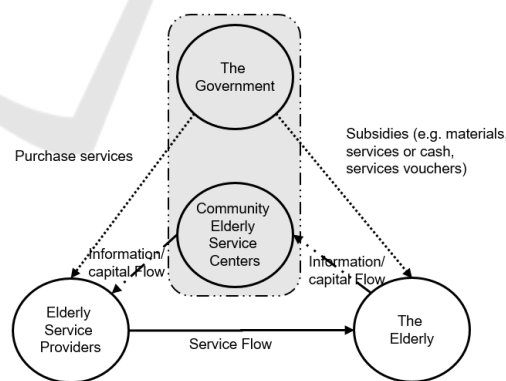 The
Government
Subsidies (e.g. materials,
services or cash,
services vouchers)
Purchase services
Community
Elderly
Service
Centers
Information/
capital Flow
Information/
capital Flow
Elderly
Service
Providers
Service Flow
The
Elderly